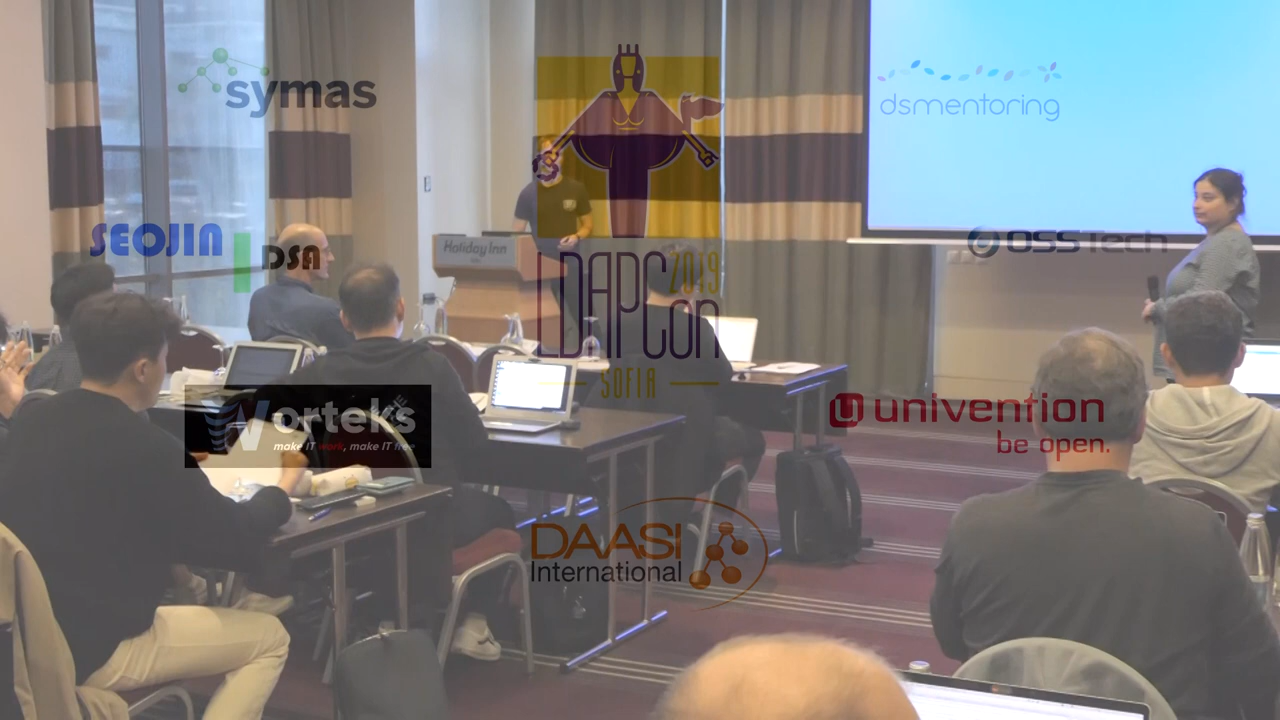 symas
dsmentoring
SEOJIN
DSA
Holiday Inn
OSSTech
LDAPCon
2019
SOFIA
Worteks
make IT work, make IT free
univention
be open.
DAASI
International